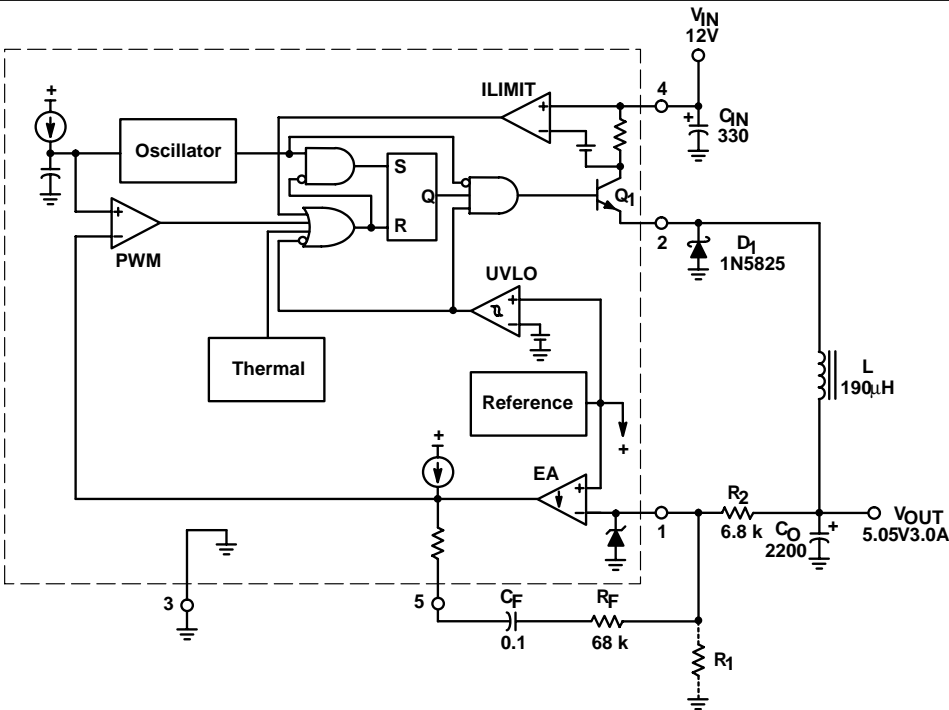 VIN
12V
+
ILIMIT
+
−
4
+
CIN
330
Oscillator
S
Q
R
Q1
+
−
PWM
2
D1
1N5825
UVLO
+
−
Thermal
L
190μH
Reference
+
+
EA
+
−
1
R2
6.8 k
CO
2200
+
VOUT
5.05V3.0A
3
5
CF
0.1
RF
68 k
R1